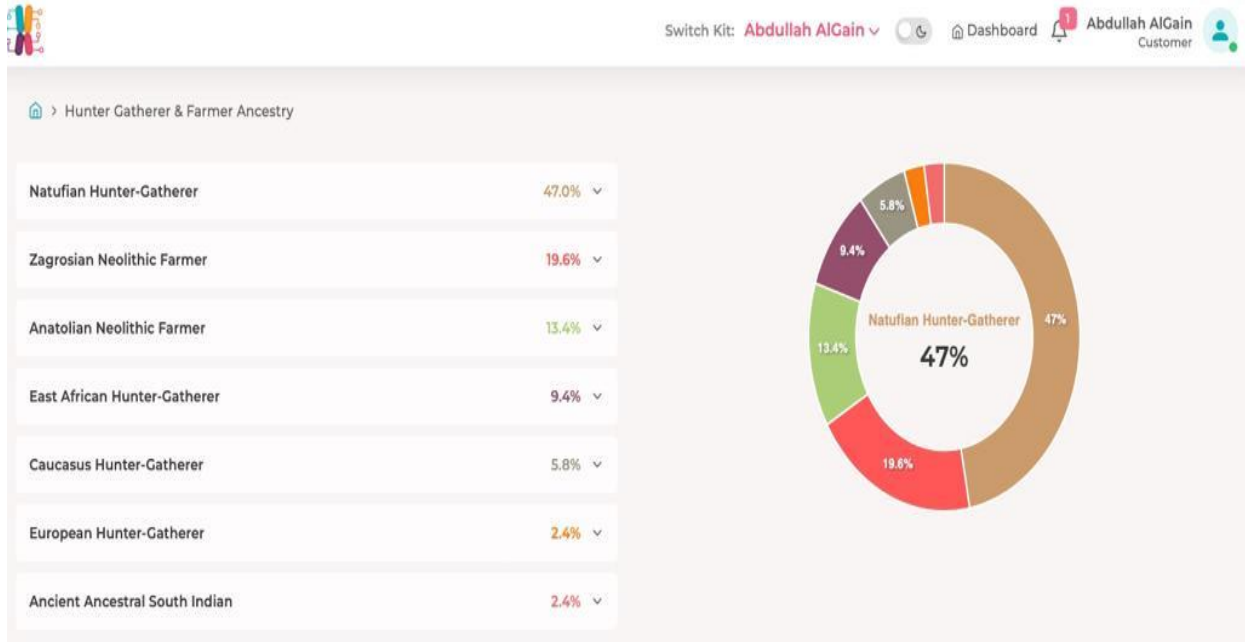 Switch Kit: Abdullah AlGain
Dashboard
1
Abdullah AlGain
Customer
> Hunter Gatherer & Farmer Ancestry
Natufian Hunter-Gatherer 47.0%
Zagrosian Neolithic Farmer 19.6%
Anatolian Neolithic Farmer 13.4%
East African Hunter-Gatherer 9.4%
Caucasus Hunter-Gatherer 5.8%
European Hunter-Gatherer 2.4%
Ancient Ancestral South Indian 2.4%
5.8%
9.4%
Natufian Hunter-Gatherer
47%
47%
13.4%
19.6%